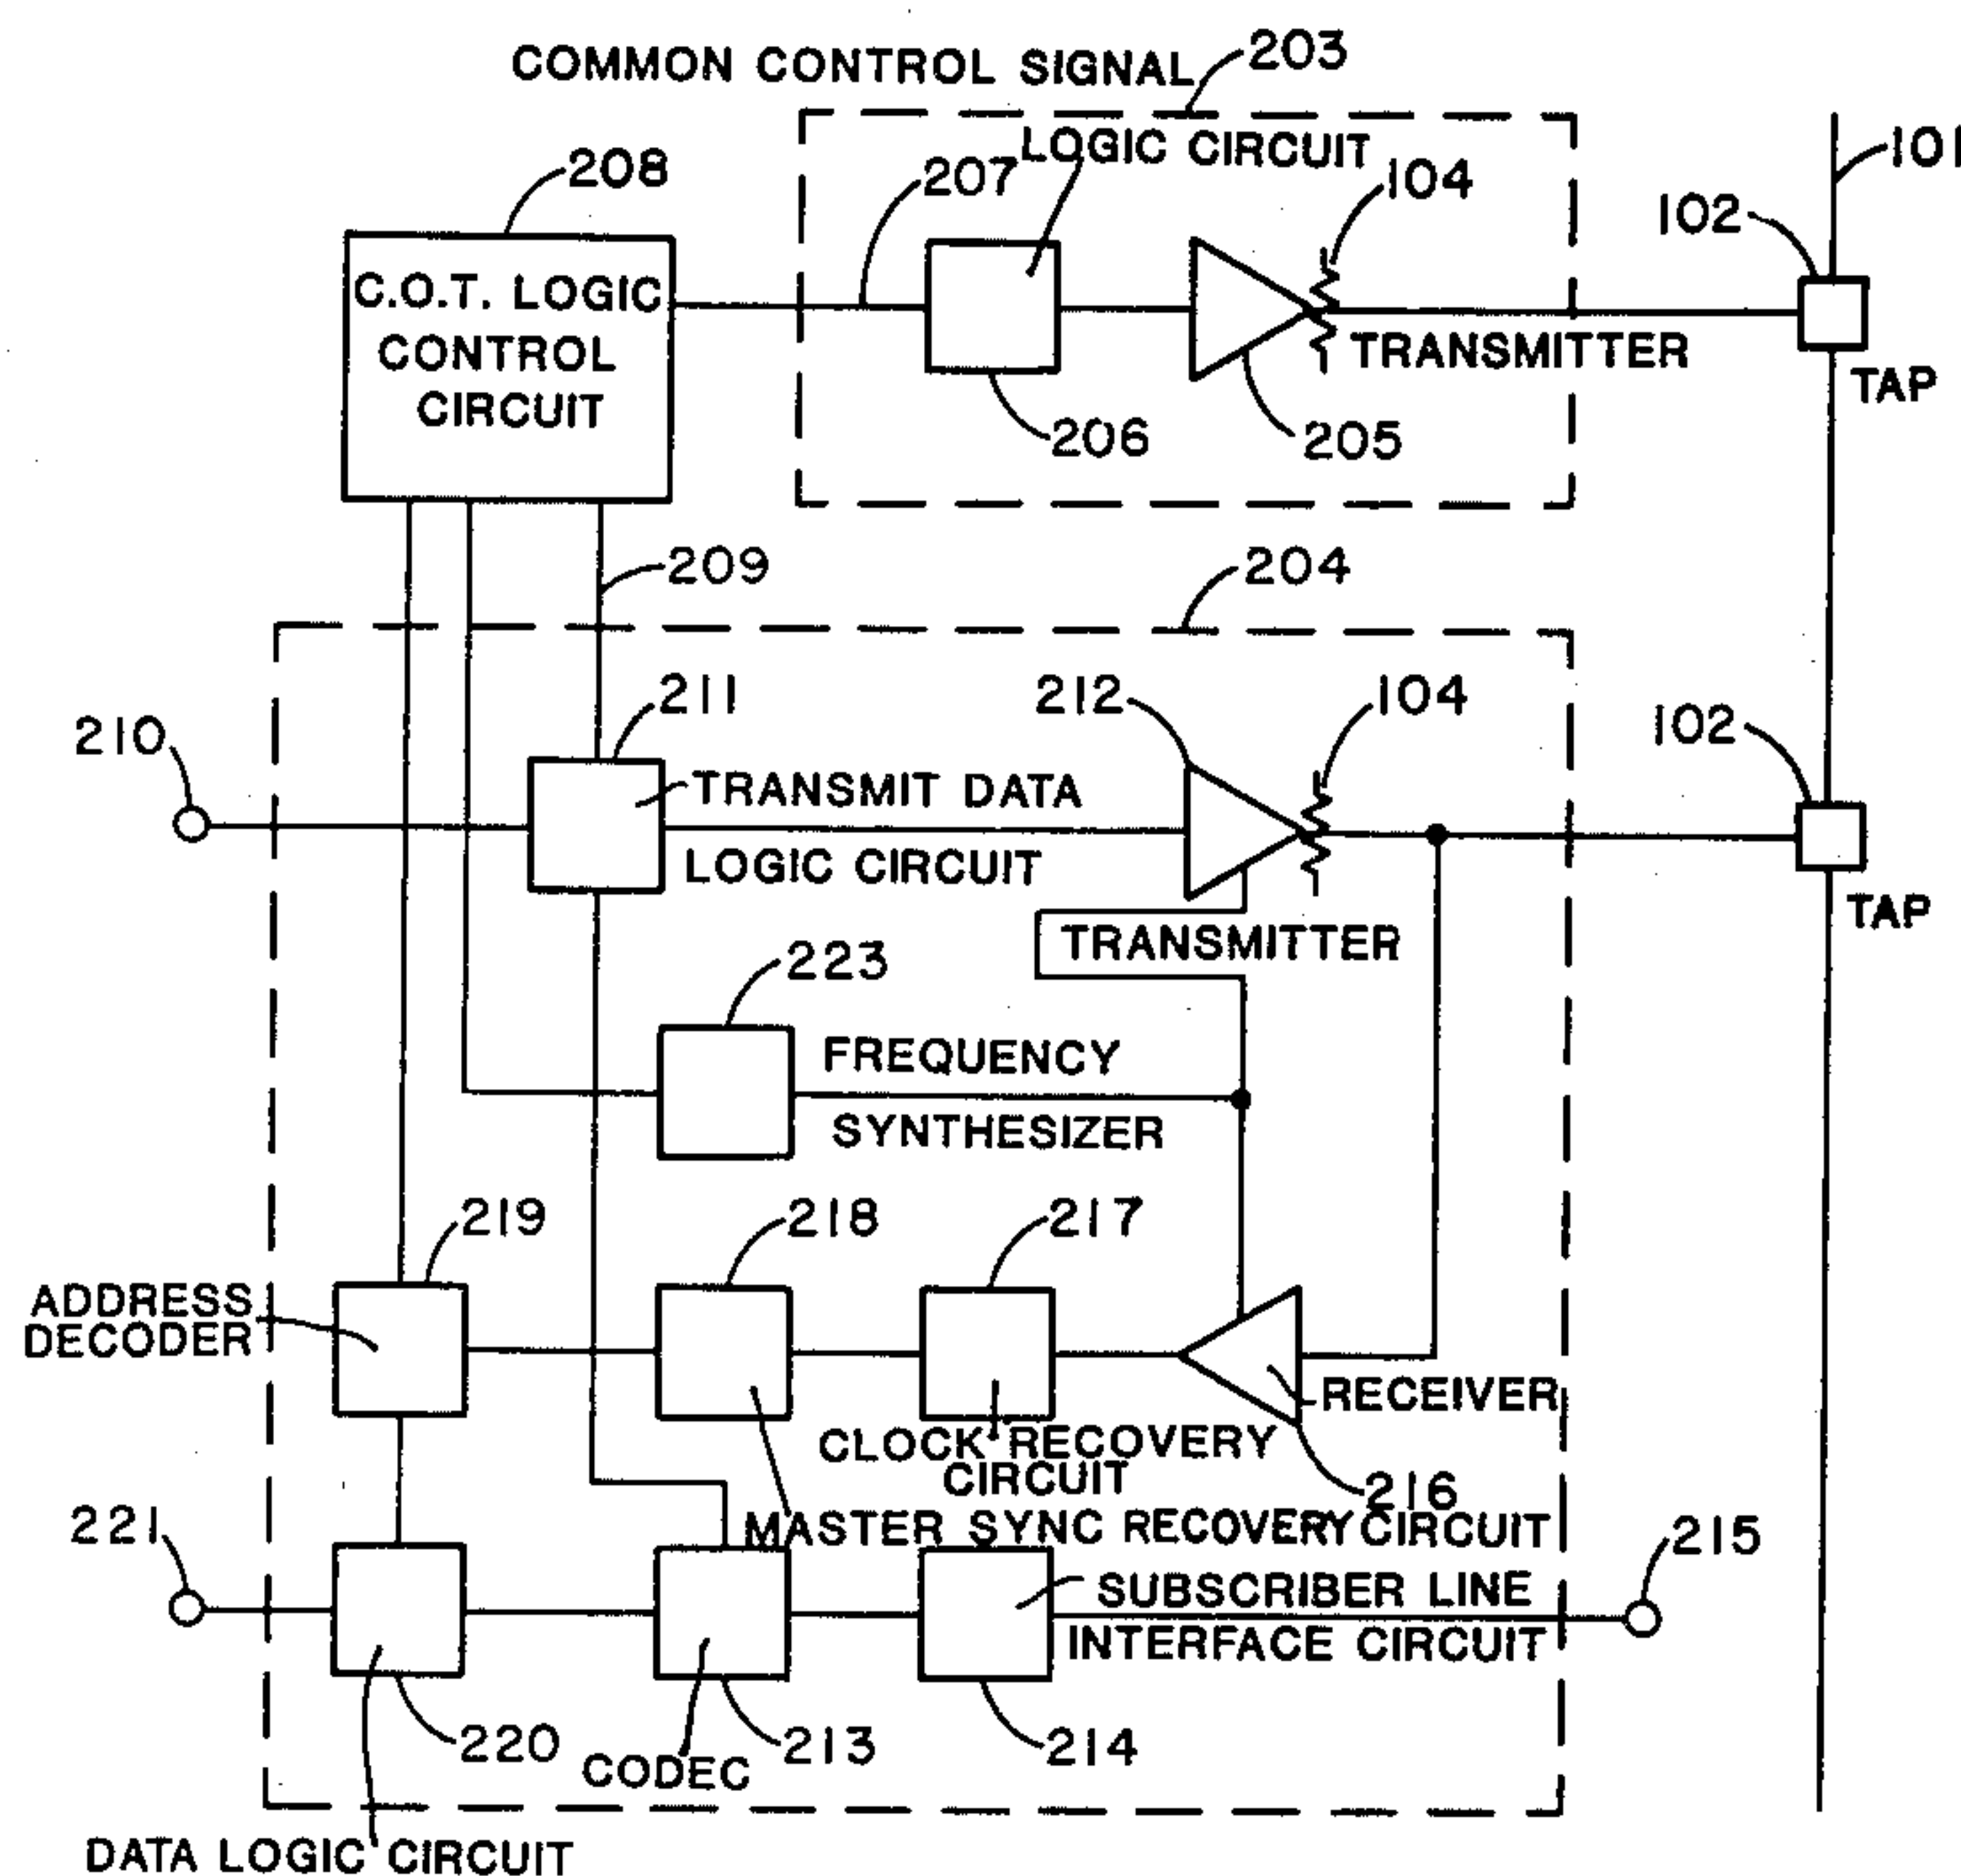 COMMON CONTROL SIGNAL
203
LOGIC CIRCUIT
101
208
207
104
102
C.O.T. LOGIC
CONTROL
CIRCUIT
TRANSMITTER
TAP
206
205
209
204
211
212
104
210
102
TRANSMIT DATA
LOGIC CIRCUIT
TAP
TRANSMITTER
223
FREQUENCY
SYNTHESIZER
219
218
217
ADDRESS
DECODER
RECEIVER
CLOCK RECOVERY
CIRCUIT
216
221
MASTER SYNC RECOVERY CIRCUIT
215
SUBSCRIBER LINE
INTERFACE CIRCUIT
220
213
214
CODEC
DATA LOGIC CIRCUIT